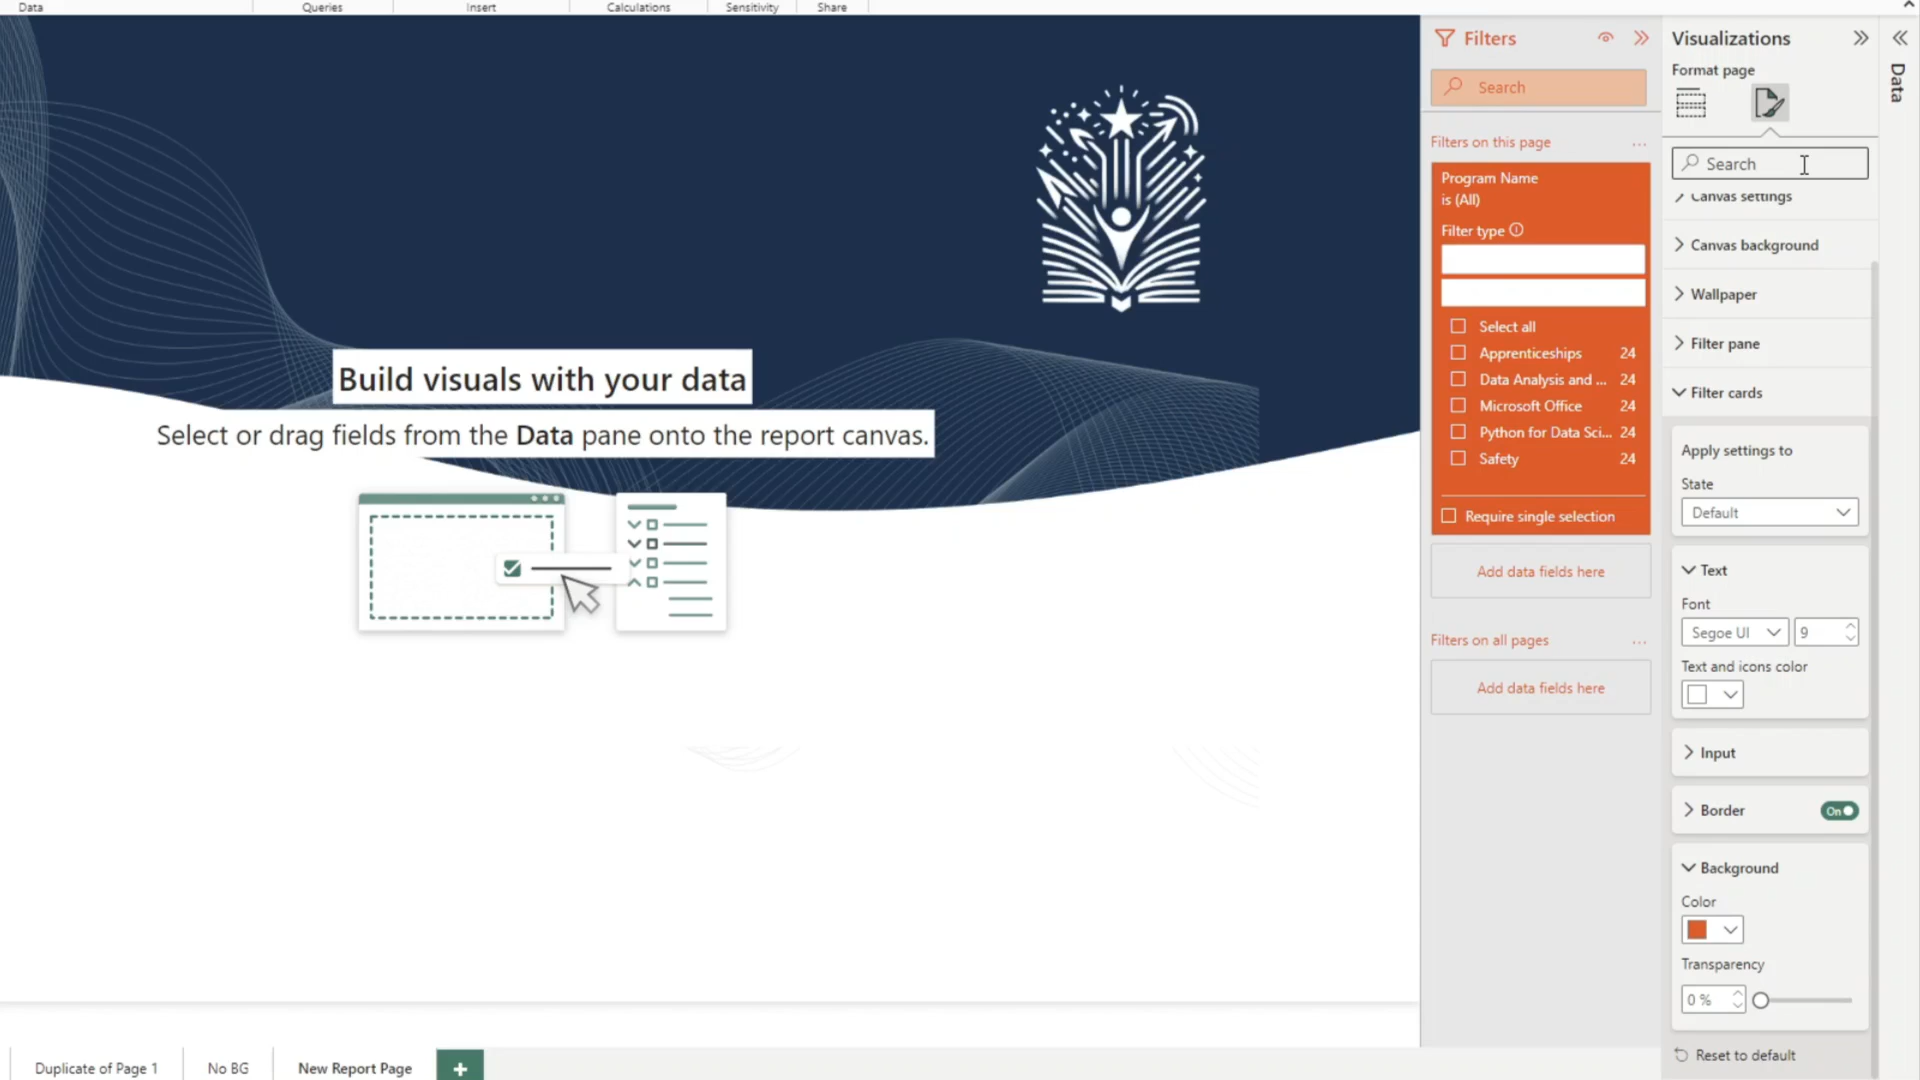 Data
Queries
Insert
Calculations
Sensitivity
Share
Build visuals with your data
Select or drag fields from the Data pane onto the report canvas.
Filters
Search
Filters on this page
...
Program Name
is (All)
Filter type
Select all
Apprenticeships 24
Data Analysis and ... 24
Microsoft Office 24
Python for Data Sci... 24
Safety 24
Require single selection
Add data fields here
Filters on all pages
...
Add data fields here
Visualizations
Format page
Search
Canvas settings
Canvas background
Wallpaper
Filter pane
Filter cards
Apply settings to
State
Default
Text
Font
Segoe UI 9
Text and icons color
Input
Border On
Background
Color
Transparency
0 %
Reset to default
Data
Duplicate of Page 1
No BG
New Report Page
+